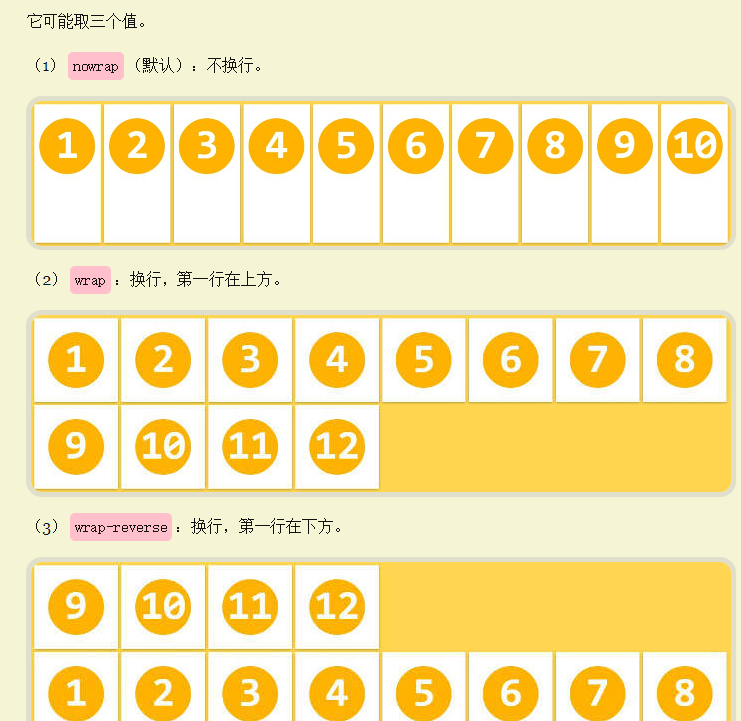 它可能取三个值。
（1） nowrap （默认）：不换行。
1 2 3 4 5 6 7 8 9 10
（2） wrap ：换行，第一行在上方。
1 2 3 4 5 6 7 8
9 10 11 12
（3） wrap-reverse ：换行，第一行在下方。
9 10 11 12
1 2 3 4 5 6 7 8